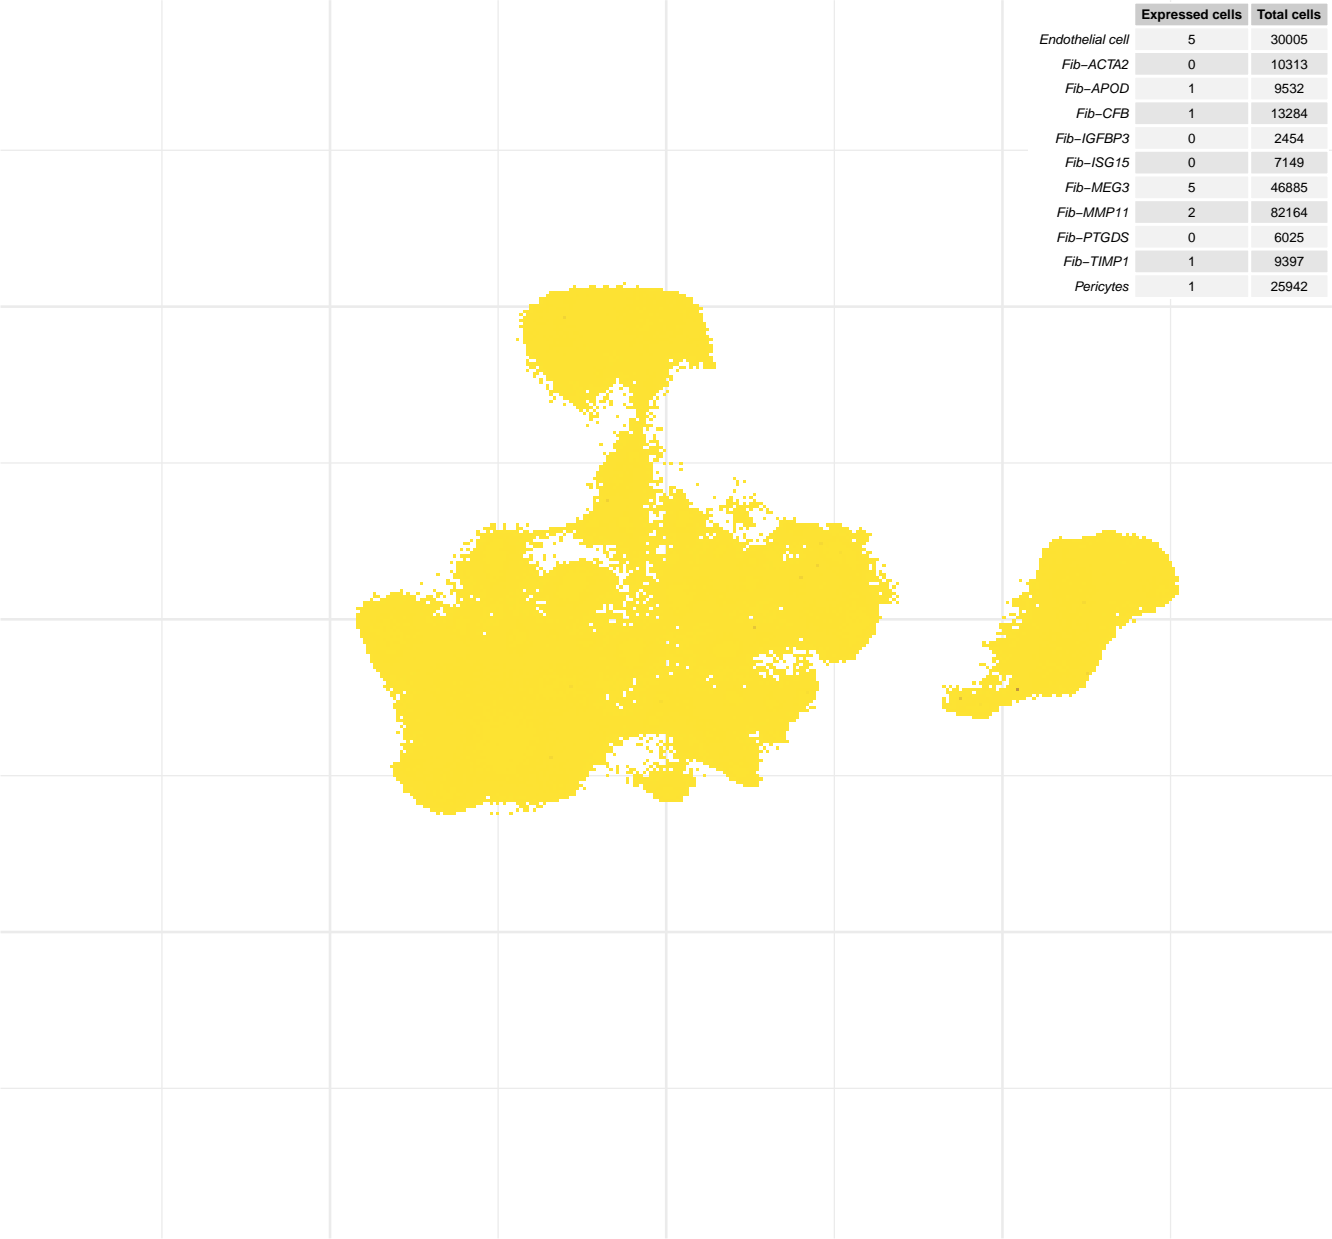 Expressed cells Total cells
Endothelial cell 5 30005
Fib−ACTA2 0 10313
Fib−APOD 1 9532
Fib−CFB 1 13284
Fib−IGFBP3 0 2454
Fib−ISG15 0 7149
Fib−MEG3 5 46885
Fib−MMP11 2 82164
Fib−PTGDS 0 6025
Fib−TIMP1 1 9397
Pericytes 1 25942